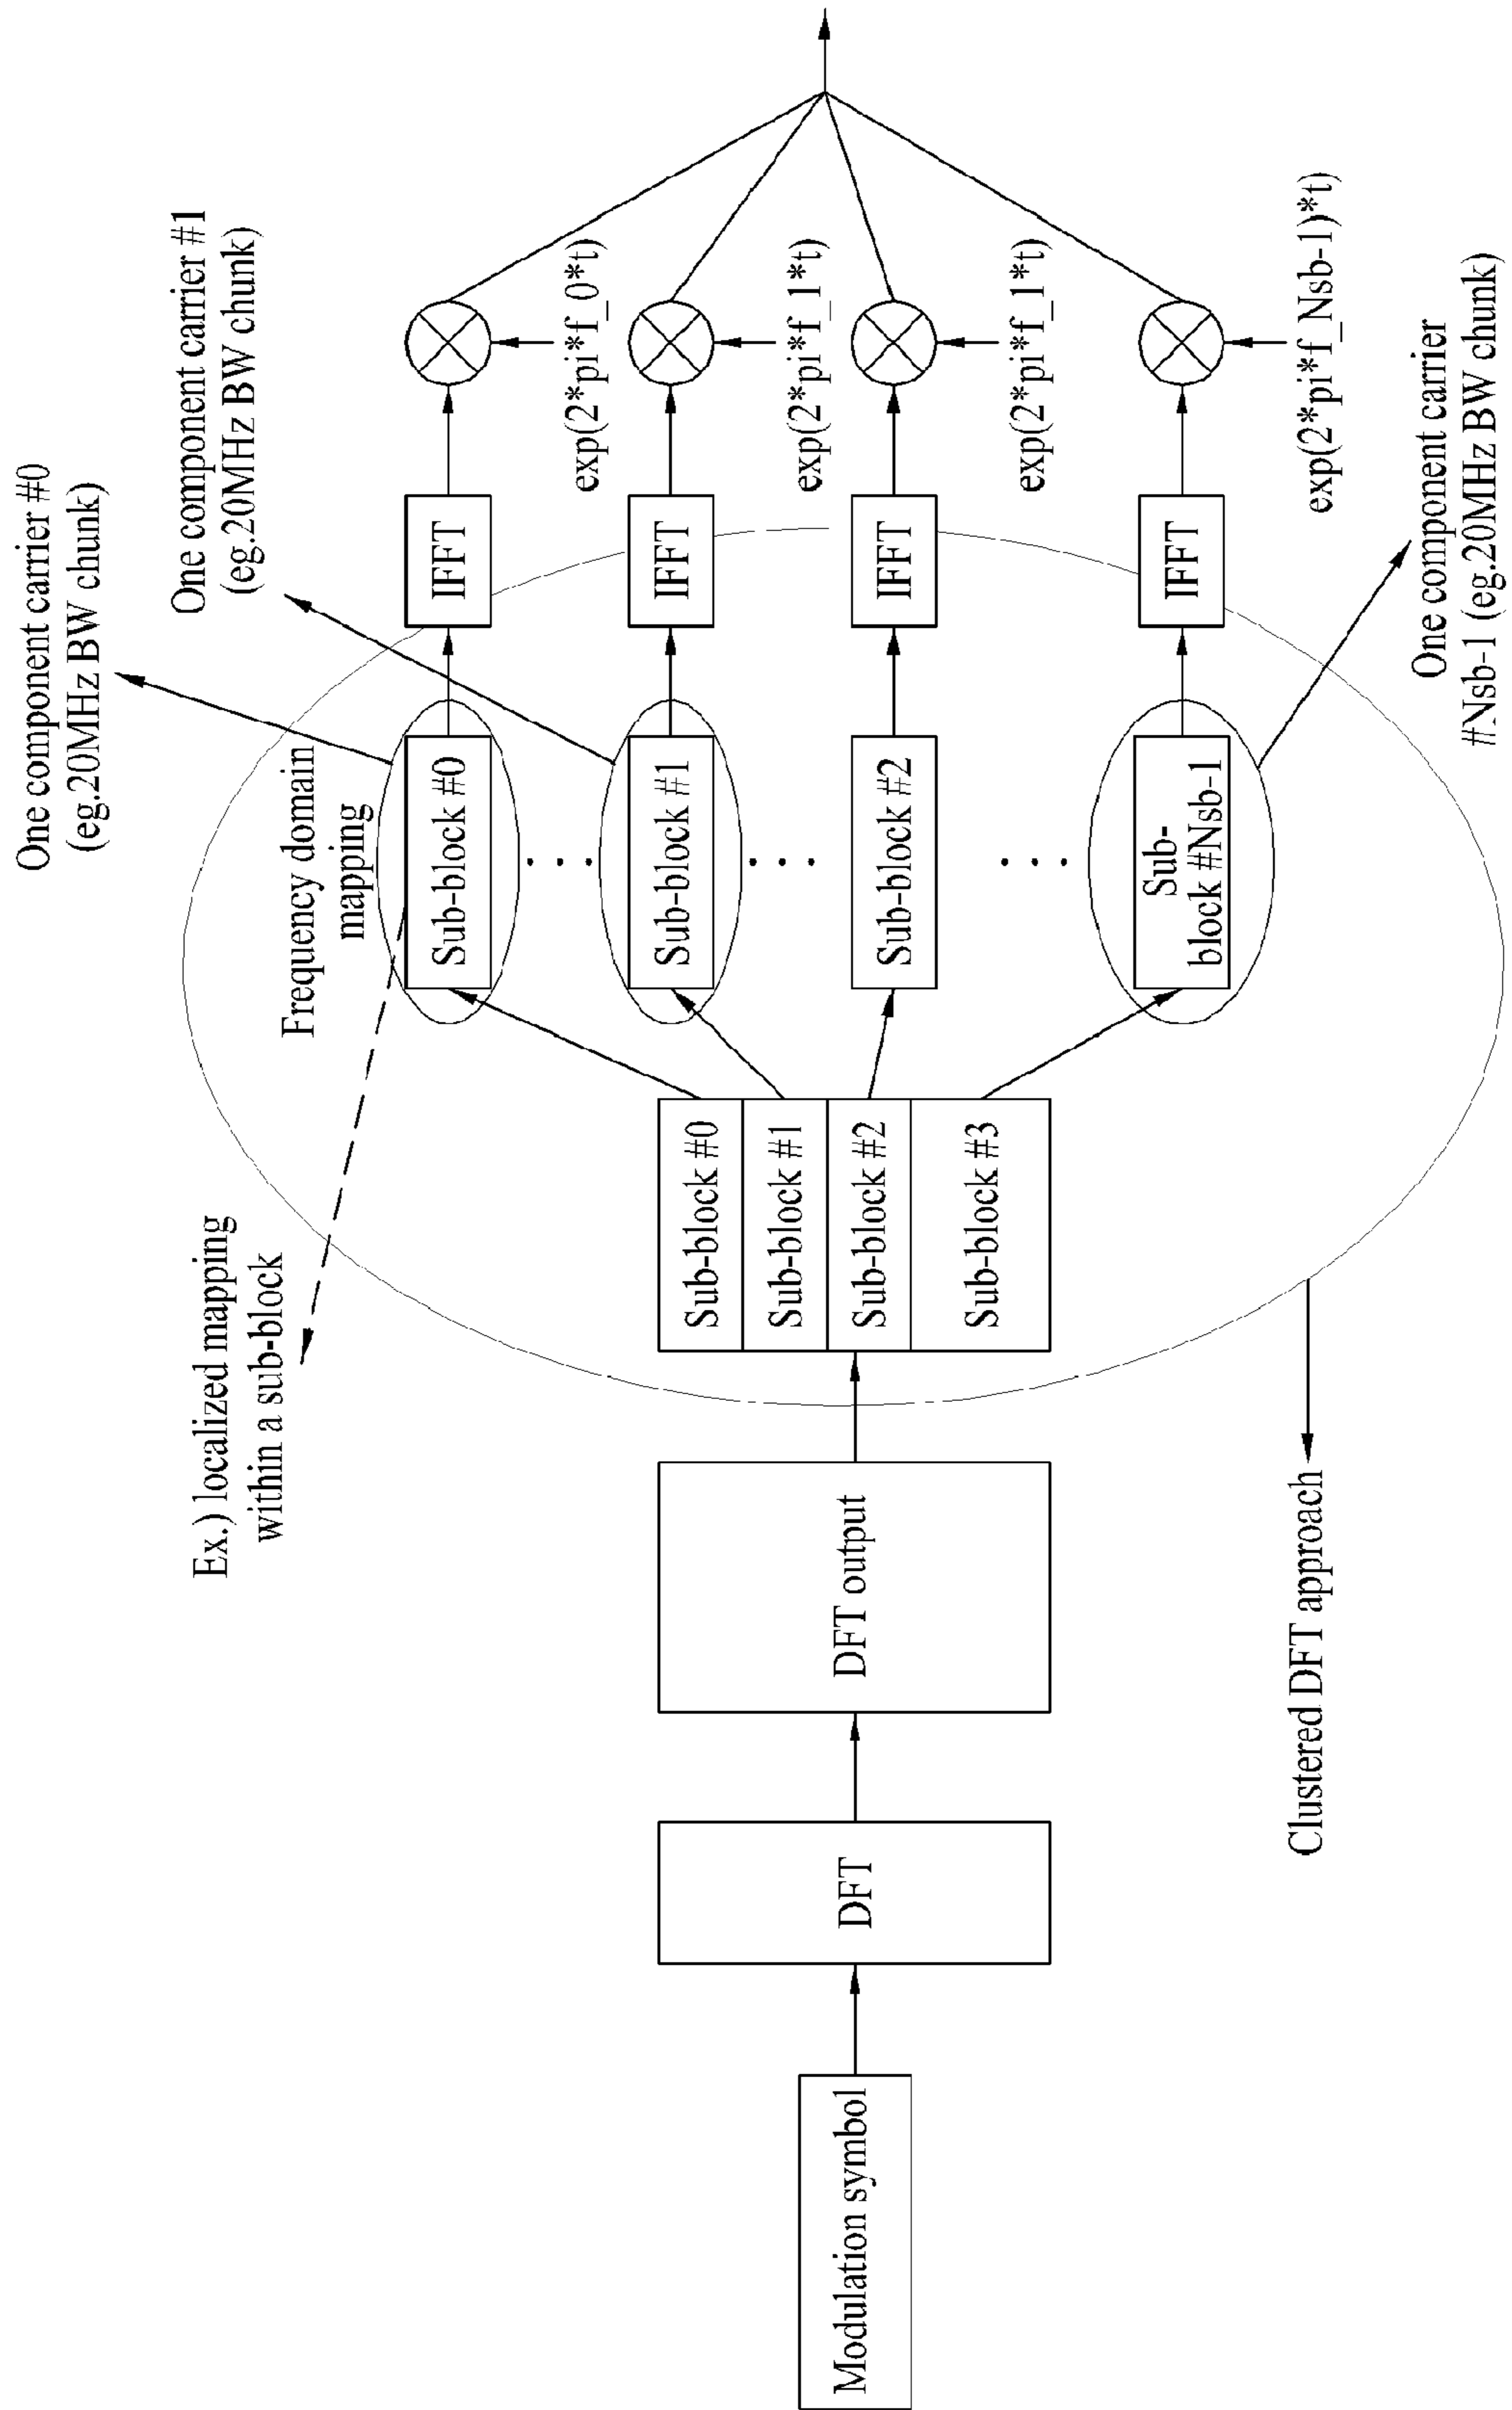 Modulation symbol
DFT
DFT output
Sub-block #0
Sub-block #1
Sub-block #2
Sub-block #3
Ex.) localized mapping
within a sub-block
Clustered DFT approach
Frequency domain
mapping
Sub-block #0
Sub-block #1
Sub-block #2
Sub-
block #Nsb-1
. . .
. . .
. . .
One component carrier #0
(eg.20MHz BW chunk)
One component carrier #1
(eg.20MHz BW chunk)
One component carrier
#Nsb-1 (eg.20MHz BW chunk)
IFFT
IFFT
IFFT
IFFT
exp(2*pi*f_0*t)
exp(2*pi*f_1*t)
exp(2*pi*f_1*t)
exp(2*pi*f_Nsb-1)*t)